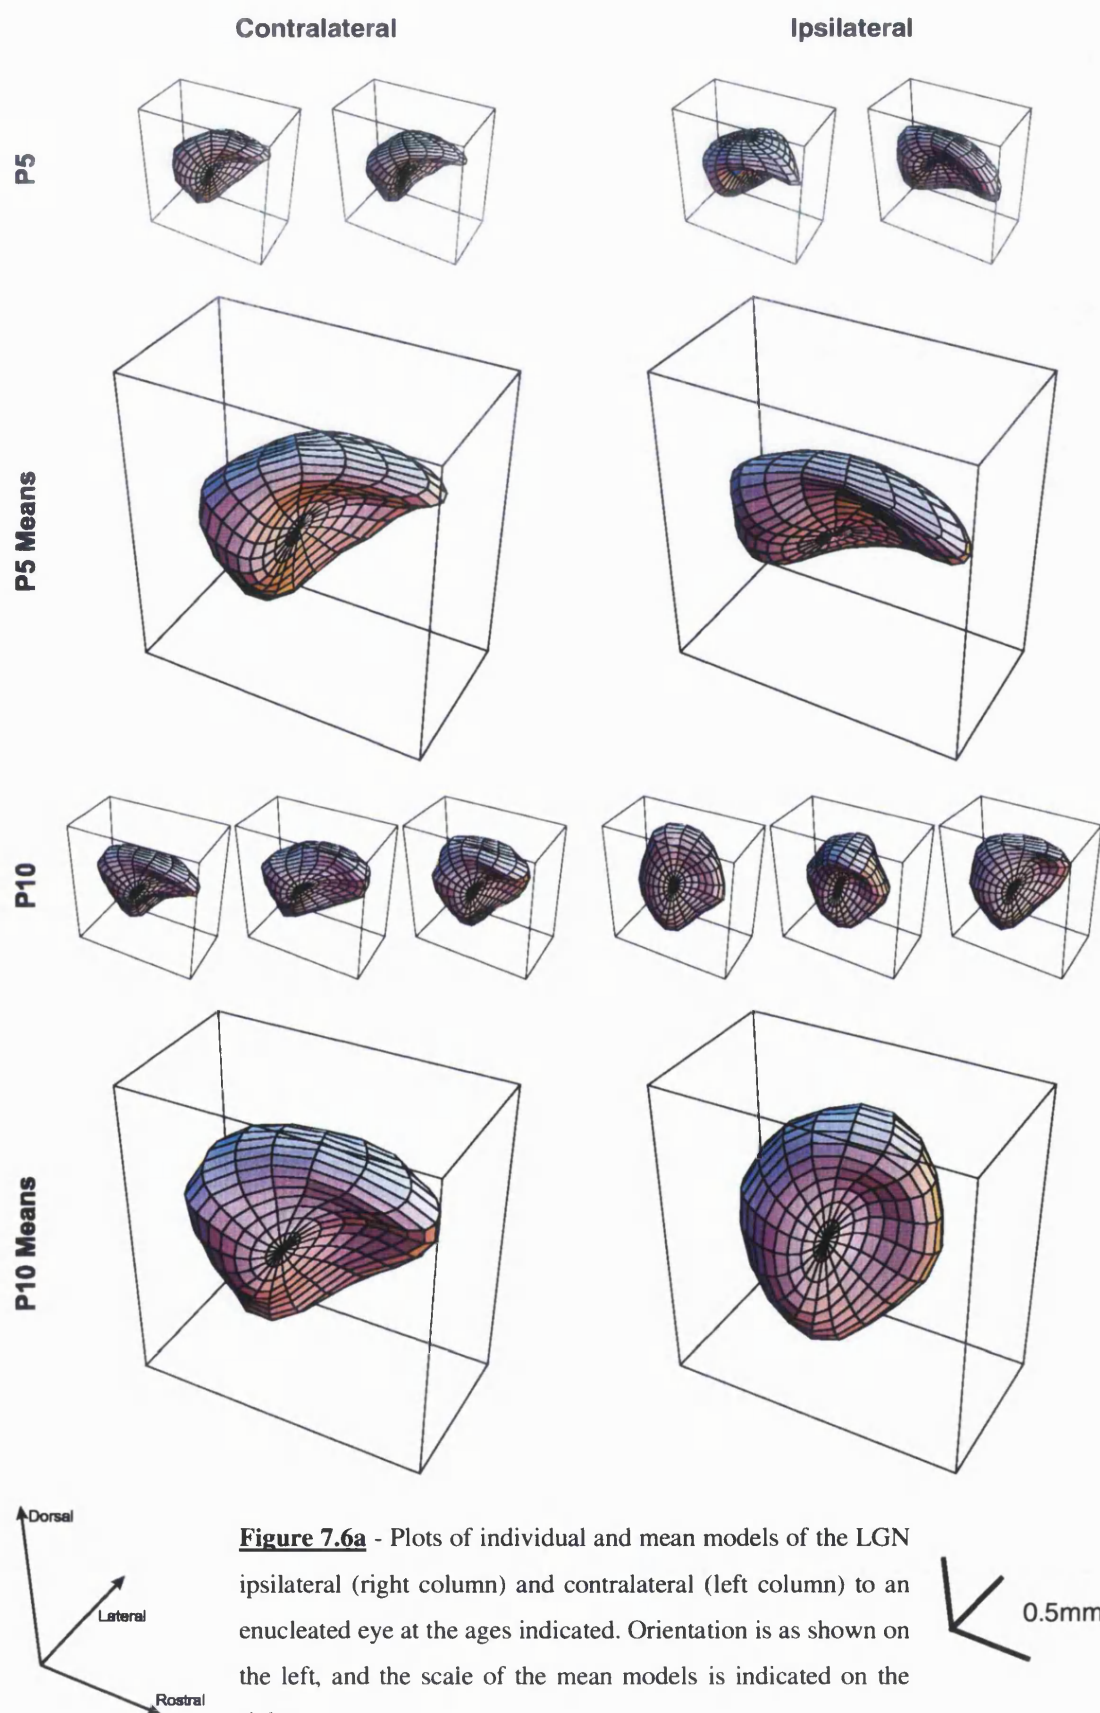 Contralateral
Ipsilateral
P5
P5 Means
P10
P10 Means
Dorsal
Lateral
Rostral
Figure 7.6a - Plots of individual and mean models of the LGN
ipsilateral (right column) and contralateral (left column) to an
enucleated eye at the ages indicated. Orientation is as shown on
the left, and the scale of the mean models is indicated on the
0.5mm